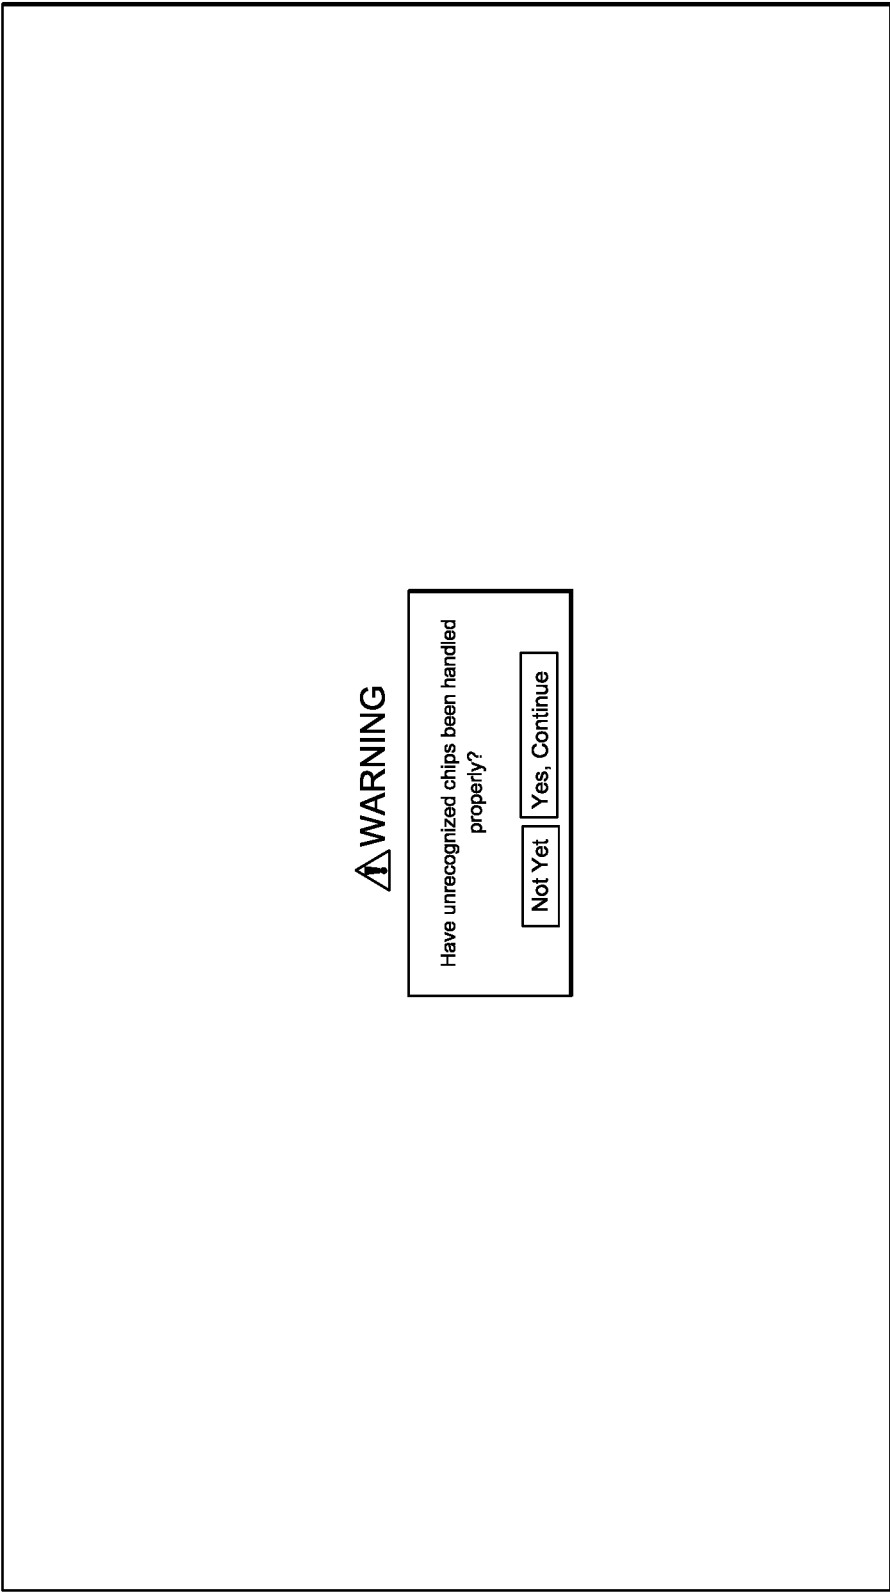 WARNING
Have unrecognized chips been handled
properly?
Not Yet Yes, Continue